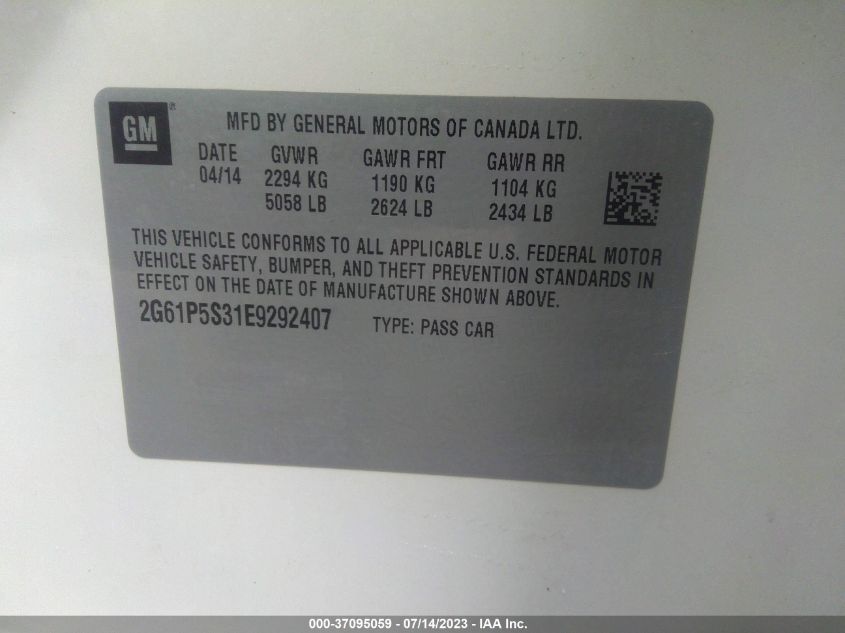 GM®
MFD BY GENERAL MOTORS OF CANADA LTD.
DATE GVWR GAWR FRT GAWR RR
04/14 2294 KG 1190 KG 1104 KG
5058 LB 2624 LB 2434 LB
THIS VEHICLE CONFORMS TO ALL APPLICABLE U.S. FEDERAL MOTOR
VEHICLE SAFETY, BUMPER, AND THEFT PREVENTION STANDARDS IN
EFFECT ON THE DATE OF MANUFACTURE SHOWN ABOVE.
2G61P5S31E9292407 TYPE: PASS CAR
000-37095059 - 07/14/2023 - IAA Inc.